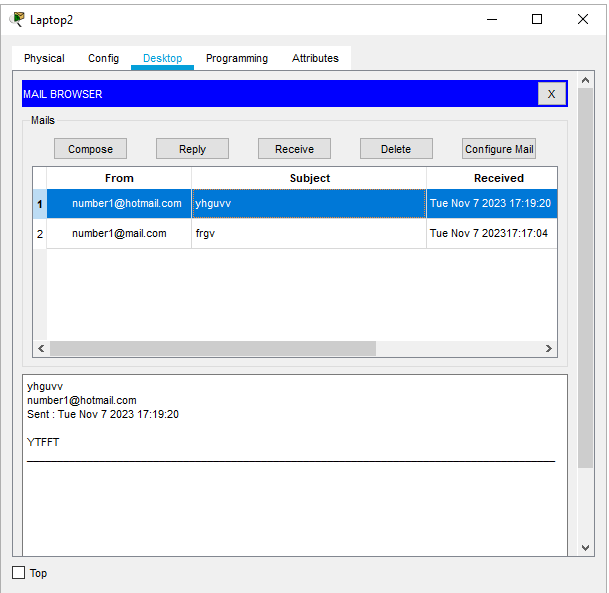 Laptop2
Physical Config Desktop Programming Attributes
MAIL BROWSER X
Mails
Compose Reply Receive Delete Configure Mail
From Subject Received
1 number1@hotmail.com yhguvv Tue Nov 7 2023 17:19:20
2 number1@mail.com frgv Tue Nov 7 202317:17:04
yhguvv
number1@hotmail.com
Sent : Tue Nov 7 2023 17:19:20
YTFFT
Top